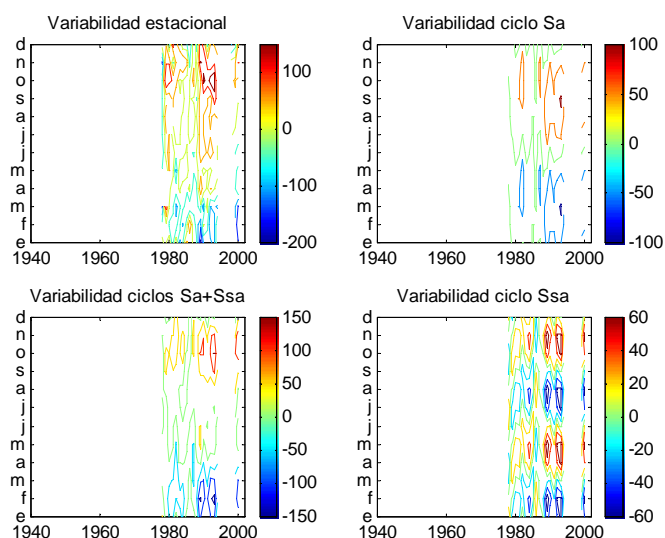 Variabilidad estacional
d
n
o
s
a
j
j
m
a
m
f
e
1940 1960 1980 2000
100
0
-100
-200
Variabilidad ciclo Sa
d
n
o
s
a
j
j
m
a
m
f
e
1940 1960 1980 2000
100
50
0
-50
-100
Variabilidad ciclos Sa+Ssa
d
n
o
s
a
j
j
m
a
m
f
e
1940 1960 1980 2000
150
100
50
0
-50
-100
-150
Variabilidad ciclo Ssa
d
n
o
s
a
j
j
m
a
m
f
e
1940 1960 1980 2000
60
40
20
0
-20
-40
-60